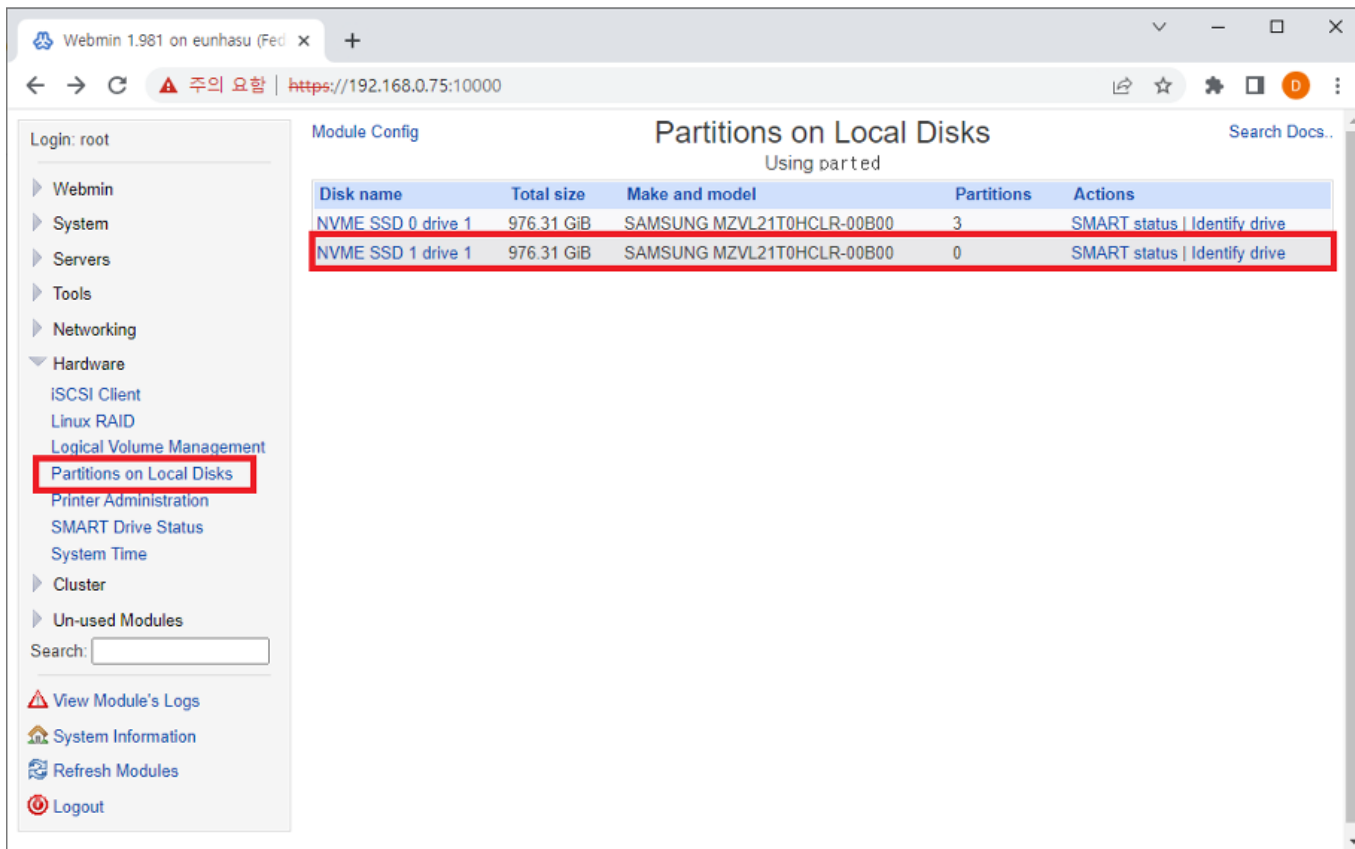 Webmin 1.981 on eunhasu (Fed
주의 요함 https://192.168.0.75:10000
D
Login: root
Webmin
System
Servers
Tools
Networking
Hardware
iSCSI Client
Linux RAID
Logical Volume Management
Partitions on Local Disks
Printer Administration
SMART Drive Status
System Time
Cluster
Un-used Modules
Search:
View Module's Logs
System Information
Refresh Modules
Logout
Module Config
Partitions on Local Disks
Search Docs..
Using parted
Disk name Total size Make and model Partitions Actions
NVME SSD 0 drive 1 976.31 GiB SAMSUNG MZVL21T0HCLR-00B00 3 SMART status | Identify drive
NVME SSD 1 drive 1 976.31 GiB SAMSUNG MZVL21T0HCLR-00B00 0 SMART status | Identify drive